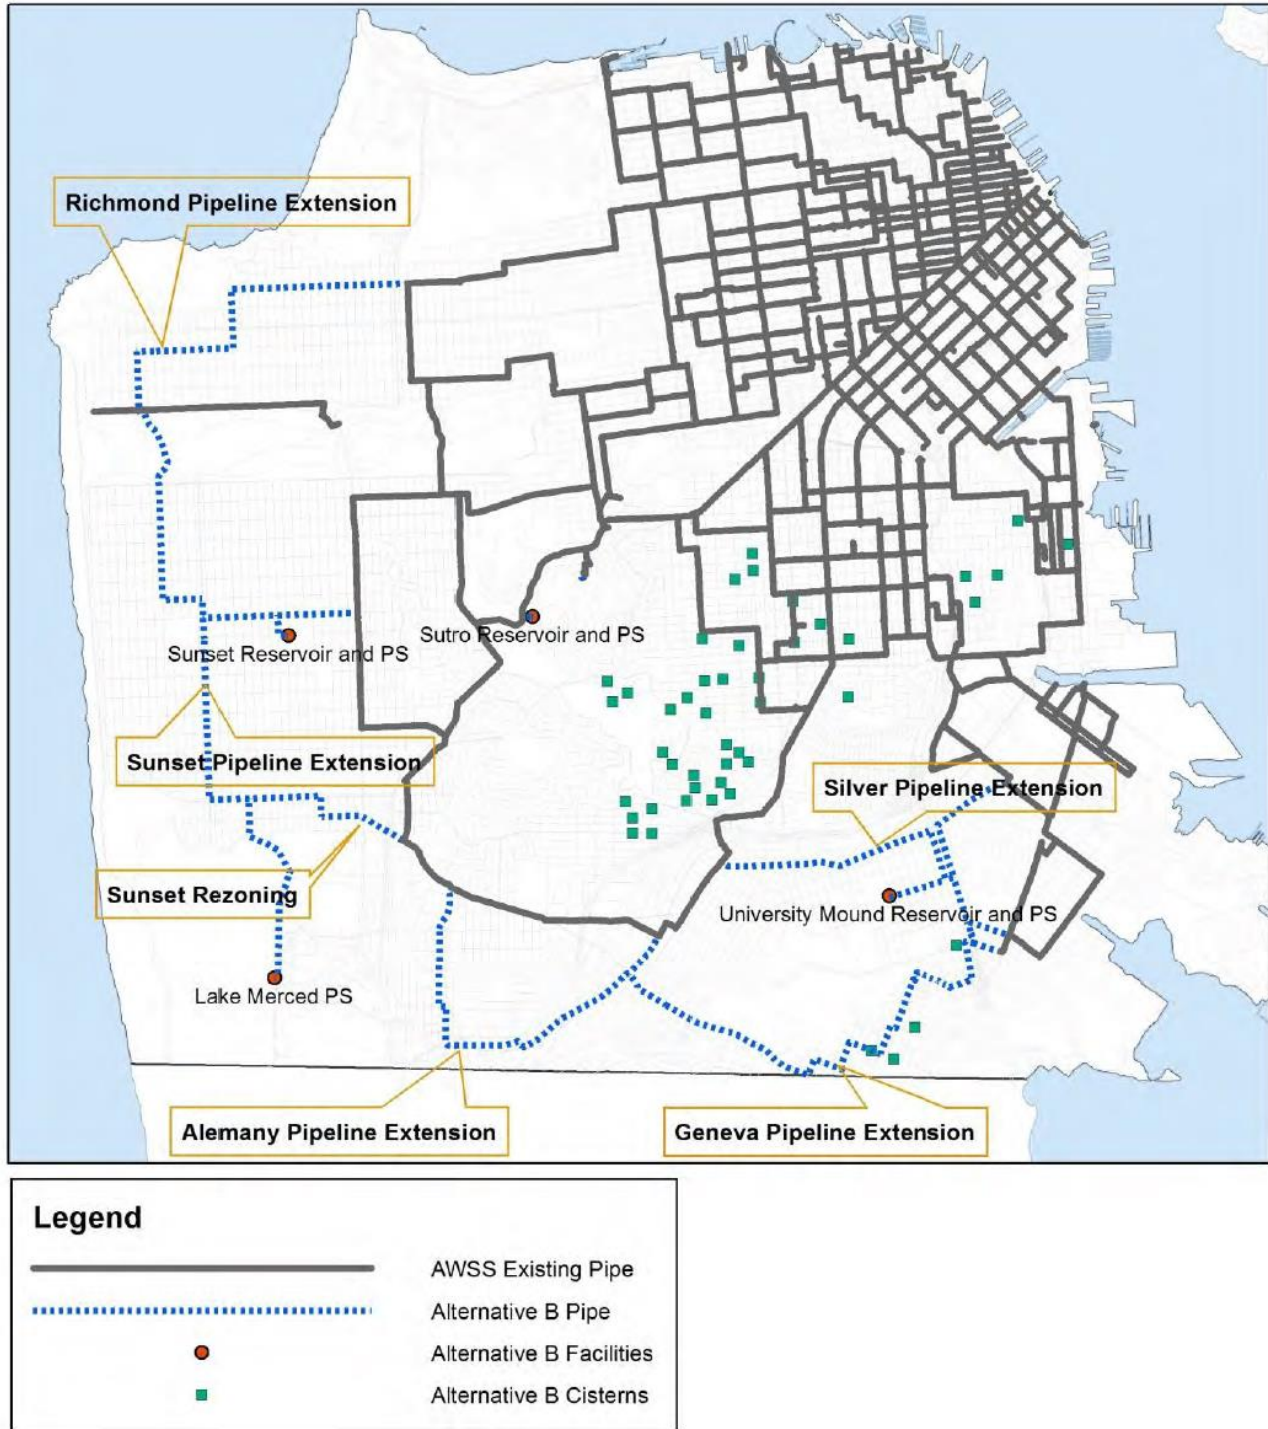 Richmond Pipeline Extension
Sutro Reservoir and PS
Sunset Reservoir and PS
Sunset Pipeline Extension
Silver Pipeline Extension
Sunset Rezoning
University Mound Reservoir and PS
Lake Merced PS
Alemany Pipeline Extension
Geneva Pipeline Extension
Legend
AWSS Existing Pipe
Alternative B Pipe
Alternative B Facilities
Alternative B Cisterns